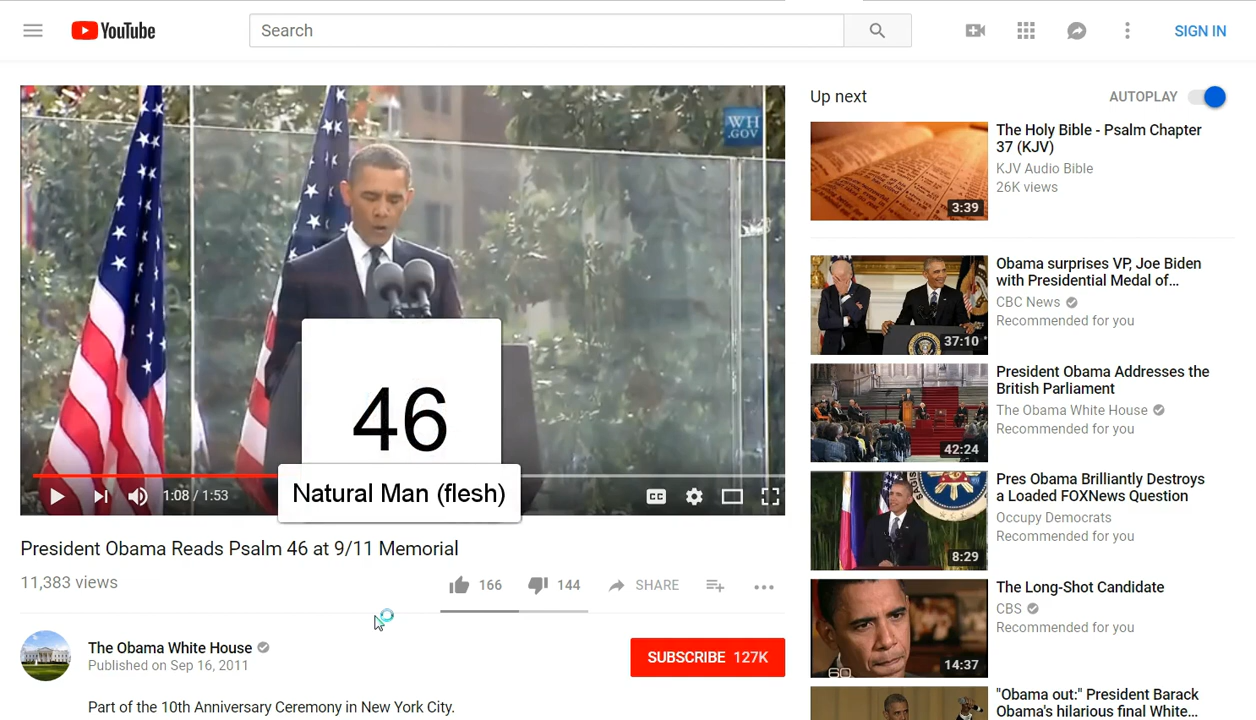 YouTube
Search
SIGN IN
WH
.GOV
46
Natural Man (flesh)
1:08 / 1:53
CC
President Obama Reads Psalm 46 at 9/11 Memorial
11,383 views
166
144
SHARE
The Obama White House
Published on Sep 16, 2011
SUBSCRIBE 127K
Part of the 10th Anniversary Ceremony in New York City.
Up next
AUTOPLAY
The Holy Bible - Psalm Chapter
37 (KJV)
KJV Audio Bible
26K views
3:39
Obama surprises VP, Joe Biden
with Presidential Medal of...
CBC News
Recommended for you
37:10
President Obama Addresses the
British Parliament
The Obama White House
Recommended for you
42:24
Pres Obama Brilliantly Destroys
a Loaded FOXNews Question
Occupy Democrats
Recommended for you
8:29
The Long-Shot Candidate
CBS
Recommended for you
60
14:37
"Obama out:" President Barack
Obama's hilarious final White...